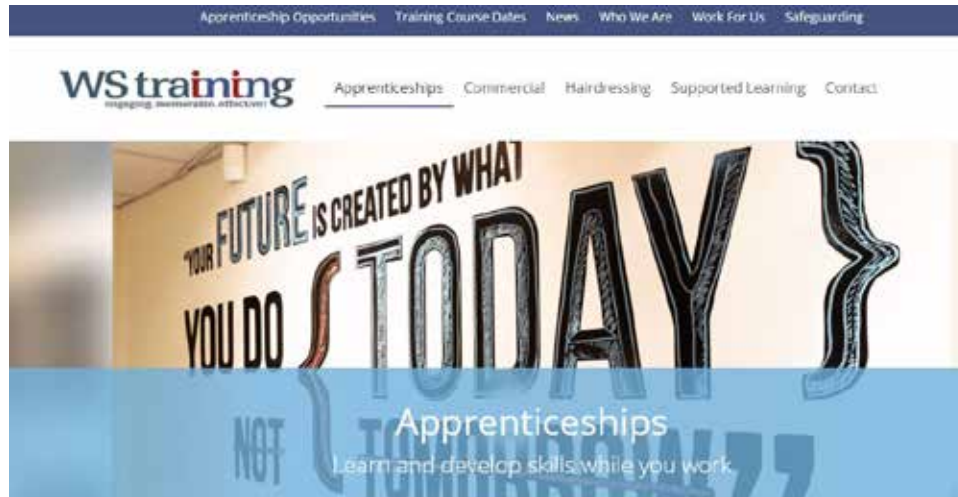 Apprenticeship Opportunities Training Course Dates News Who We Are Work For Us Safeguarding
WS training
engaging. memorable. effective!
Apprenticeships Commercial Hairdressing Supported Learning Contact
"YOUR FUTURE IS CREATED BY WHAT
YOU DO { TODAY }
NOT TOMORROW
Apprenticeships
Learn and develop skills while you work